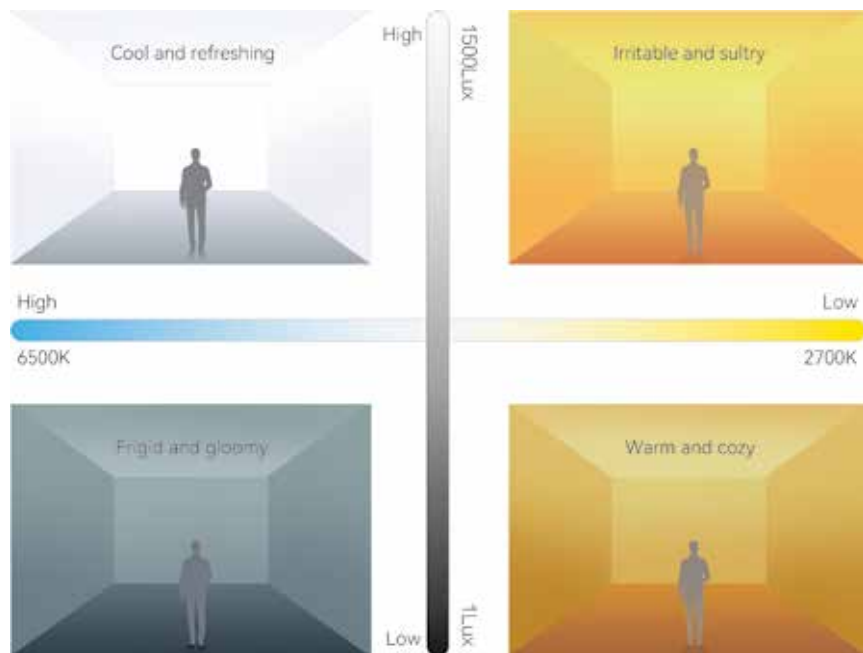 Cool and refreshing
High
1500Lux
Irritable and sultry
High
Low
6500K
2700K
Frigid and gloomy
Warm and cozy
Low
1Lux